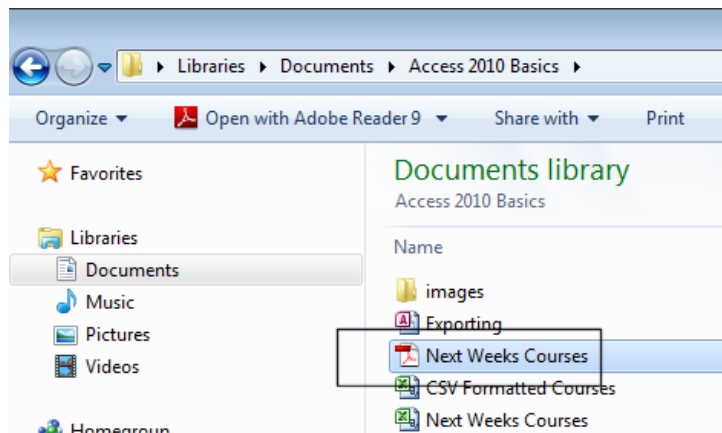 Libraries Documents Access 2010 Basics
Organize Open with Adobe Reader 9 Share with Print
Favorites
Libraries
Documents
Music
Pictures
Videos
Homegroup
Documents library
Access 2010 Basics
Name
images
Exporting
Next Weeks Courses
CSV Formatted Courses
Next Weeks Courses